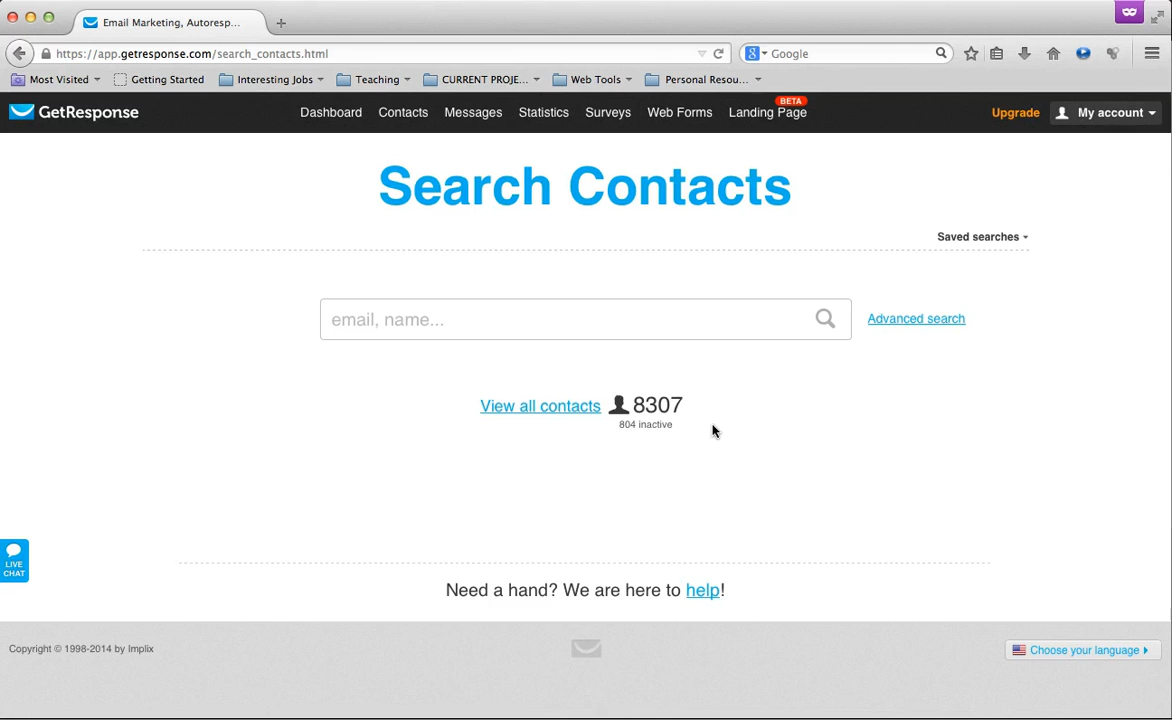 Email Marketing, Autoresp...
https://app.getresponse.com/search_contacts.html
Google
Most Visited
Getting Started
Interesting Jobs
Teaching
CURRENT PROJE...
Web Tools
Personal Resou...
GetResponse
Dashboard
Contacts
Messages
Statistics
Surveys
Web Forms
Landing Page
BETA
Upgrade
My account
Search Contacts
Saved searches
email, name...
Advanced search
View all contacts 8307
804 inactive
LIVE
CHAT
Need a hand? We are here to help!
Copyright © 1998-2014 by Implix
Choose your language